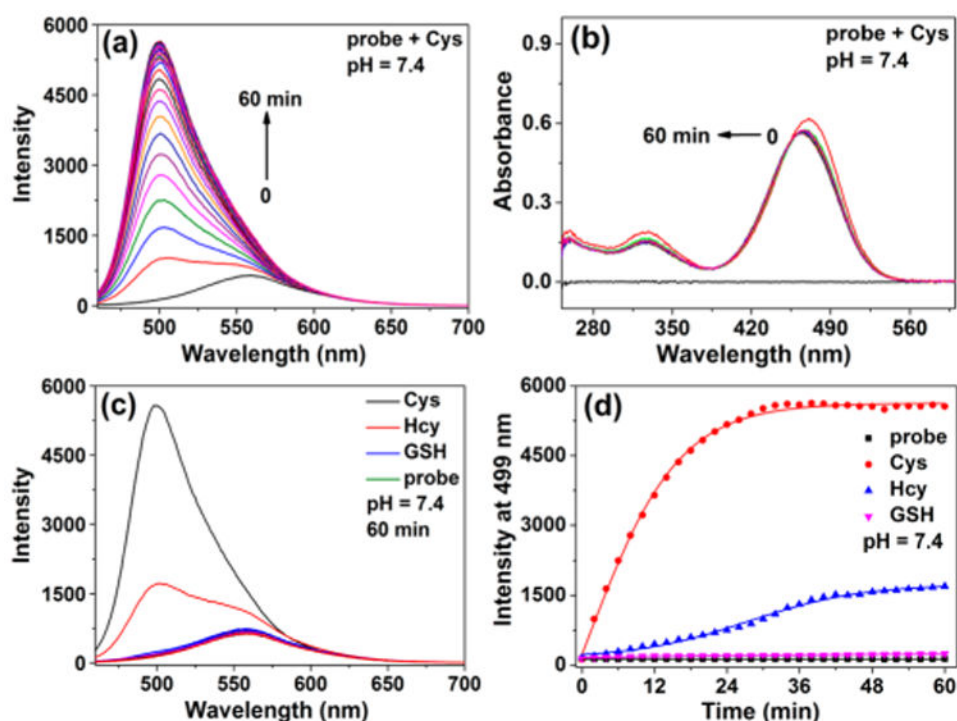 (a)
probe + Cys
pH = 7.4
60 min
0
Intensity
6000
4500
3000
1500
0
500 550 600 650 700
Wavelength (nm)
(b)
probe + Cys
pH = 7.4
60 min 0
Absorbance
0.9
0.6
0.3
0.0
280 350 420 490 560
Wavelength (nm)
(c)
Cys
Hcy
GSH
probe
pH = 7.4
60 min
Intensity
6000
4500
3000
1500
0
500 550 600 650 700
Wavelength (nm)
(d)
probe
Cys
Hcy
GSH
pH = 7.4
Intensity at 499 nm
6000
4500
3000
1500
0
0 12 24 36 48 60
Time (min)